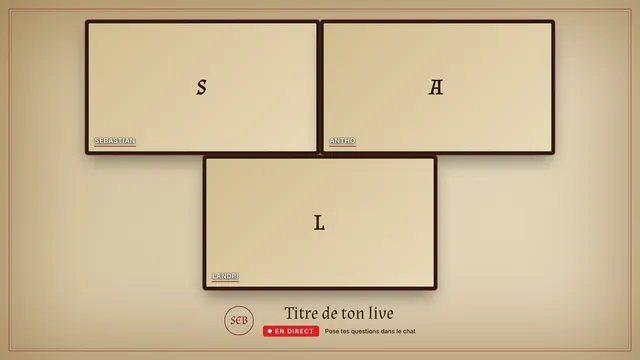 S
A
SEBASTIAN
ANTHO
L
LANDRI
SEB
Titre de ton live
EN DIRECT
Pose tes questions dans le chat